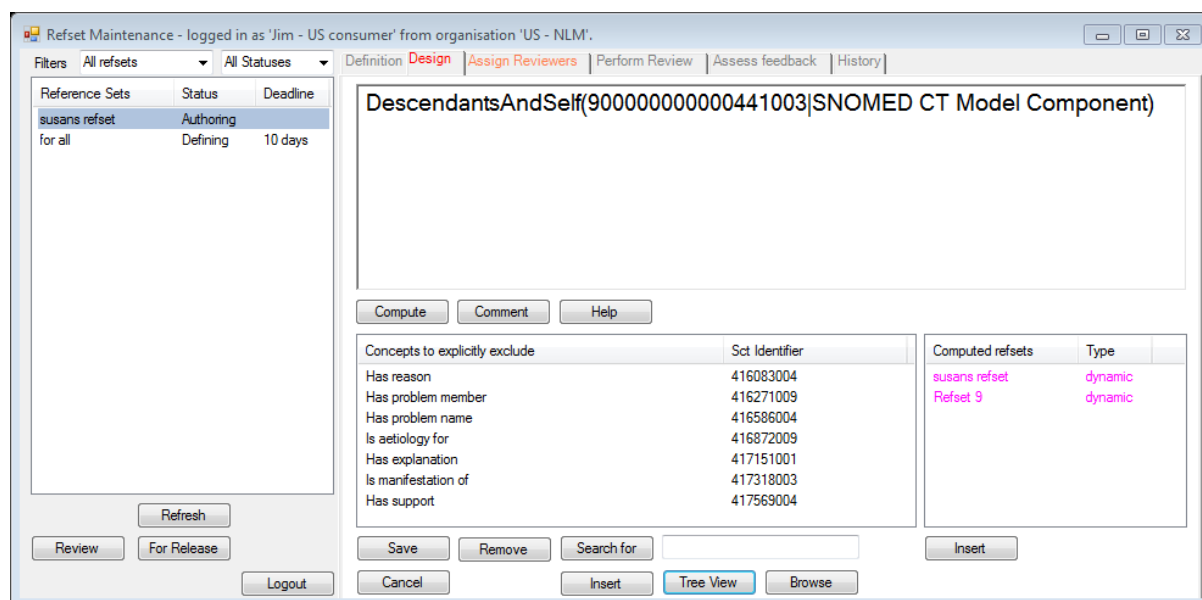 Refset Maintenance - logged in as 'Jim - US consumer' from organisation 'US - NLM'.
Filters All refsets All Statuses
Definition Design Assign Reviewers Perform Review Assess feedback History
Reference Sets Status Deadline
susans refset Authoring
for all Defining 10 days
Refresh
Review For Release
Logout
DescendantsAndSelf(900000000000441003|SNOMED CT Model Component)
Compute Comment Help
Concepts to explicitly exclude Sct Identifier
Has reason 416083004
Has problem member 416271009
Has problem name 416586004
Is aetiology for 416872009
Has explanation 417151001
Is manifestation of 417318003
Has support 417569004
Computed refsets Type
susans refset dynamic
Refset 9 dynamic
Save Remove Search for Insert
Cancel Insert Tree View Browse